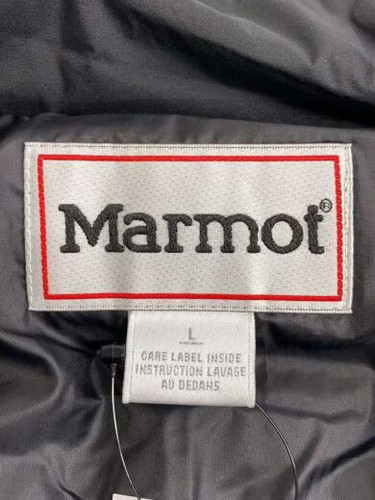 Marmot®
L
CARE LABEL INSIDE
INSTRUCTION LAVAGE
AU DEDANS